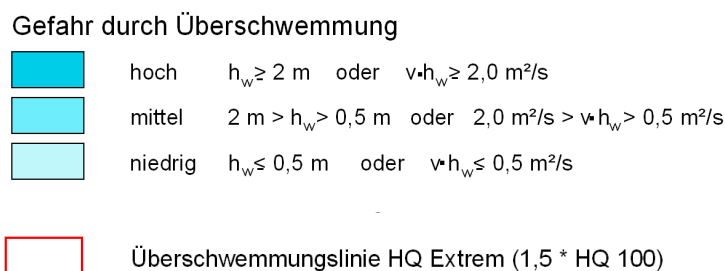 Gefahr durch Überschwemmung
hoch h_w ≥ 2 m oder v·h_w ≥ 2,0 m²/s
mittel 2 m > h_w > 0,5 m oder 2,0 m²/s > v·h_w > 0,5 m²/s
niedrig h_w ≤ 0,5 m oder v·h_w ≤ 0,5 m²/s
Überschwemmungslinie HQ Extrem (1,5 * HQ 100)